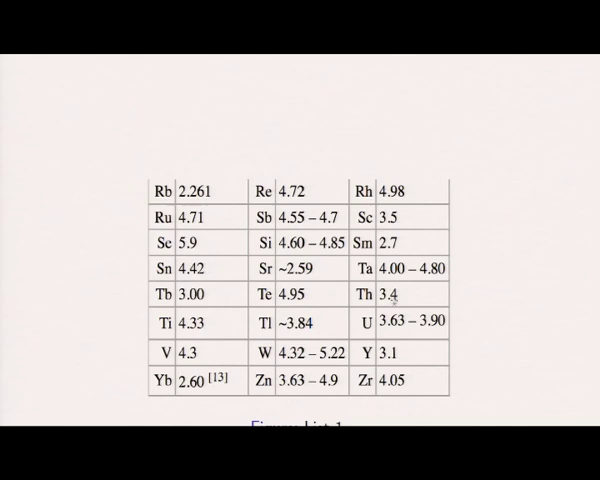 Rb 2.261 Re 4.72 Rh 4.98
Ru 4.71 Sb 4.55 – 4.7 Sc 3.5
Se 5.9 Si 4.60 – 4.85 Sm 2.7
Sn 4.42 Sr ~2.59 Ta 4.00 – 4.80
Tb 3.00 Te 4.95 Th 3.4
Ti 4.33 Tl ~3.84 U 3.63 – 3.90
V 4.3 W 4.32 – 5.22 Y 3.1
Yb 2.60 [13] Zn 3.63 – 4.9 Zr 4.05